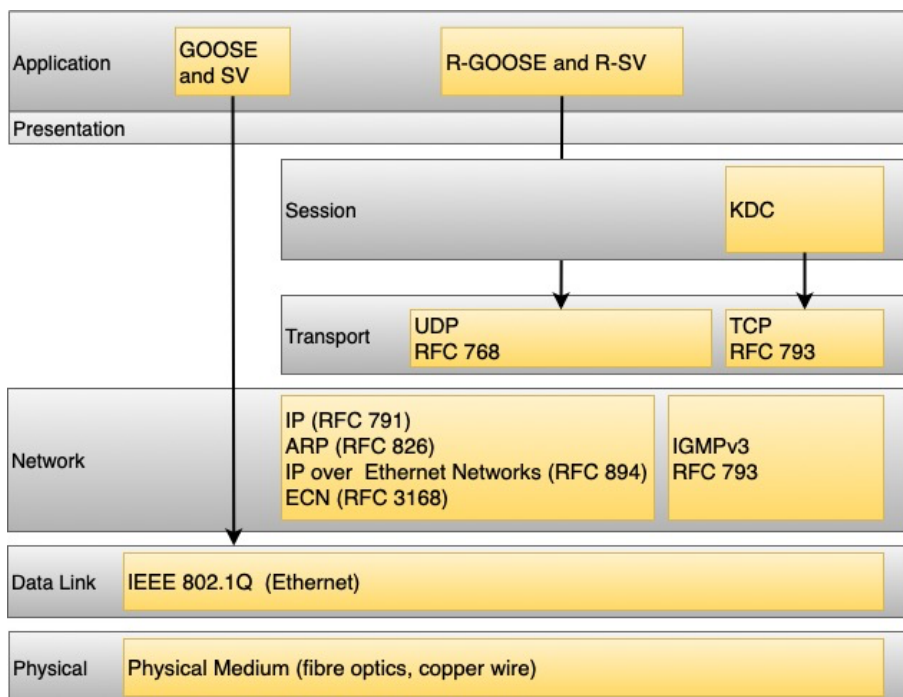 Application
GOOSE
and SV
R-GOOSE and R-SV
Presentation
Session
KDC
Transport
UDP
RFC 768
TCP
RFC 793
Network
IP (RFC 791)
ARP (RFC 826)
IP over Ethernet Networks (RFC 894)
ECN (RFC 3168)
IGMPv3
RFC 793
Data Link
IEEE 802.1Q (Ethernet)
Physical
Physical Medium (fibre optics, copper wire)